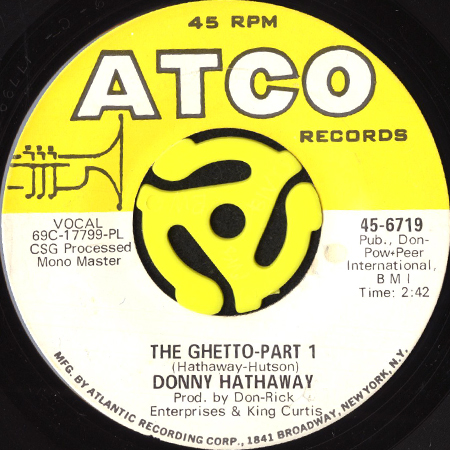 45 RPM
ATCO
RECORDS
VOCAL
69C-17799-PL
CSG Processed
Mono Master
45-6719
Pub., Don-
Pow•Peer
International,
B M I
Time: 2:42
THE GHETTO-PART 1
(Hathaway-Hutson)
DONNY HATHAWAY
Prod. by Don-Rick
Enterprises & King Curtis
MFG. BY ATLANTIC RECORDING CORP., 1841 BROADWAY, NEW YORK, N.Y.